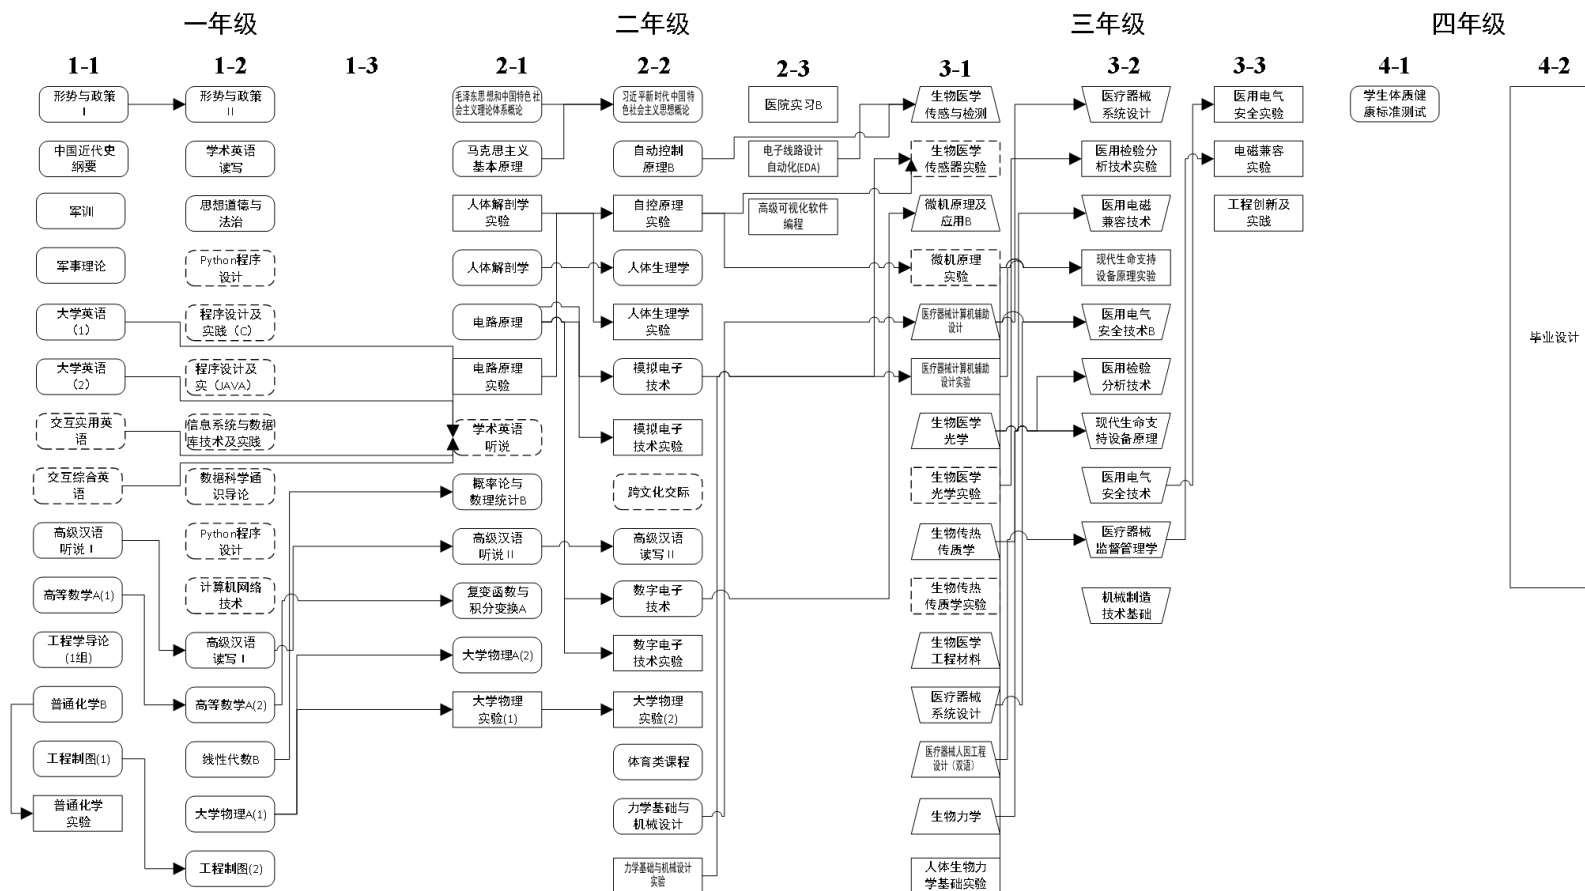 一年级
二年级
三年级
四年级
1-1
1-2
1-3
2-1
2-2
2-3
3-1
3-2
3-3
4-1
4-2
形势与政策
I
中国近代史
纲要
军训
军事理论
大学英语
（1）
大学英语
（2）
交互实用英
语
交互综合英
语
高级汉语
听说 I
高等数学A(1)
工程学导论
(1组)
普通化学B
工程制图(1)
普通化学
实验
形势与政策
II
学术英语
读写
思想道德与
法治
Python程序
设计
程序设计及
实践（C）
程序设计及
实（JAVA）
信息系统与数据
库技术及实践
数据科学通
识导论
Python程序
设计
计算机网络
技术
高级汉语
读写 I
高等数学A(2)
线性代数B
大学物理A(1)
工程制图(2)
毛泽东思想和中国特色社
会主义理论体系概论
马克思主义
基本原理
人体解剖学
实验
人体解剖学
电路原理
电路原理
实验
学术英语
听说
概率论与
数理统计B
高级汉语
听说 II
复变函数与
积分变换A
大学物理A(2)
大学物理
实验(1)
习近平新时代中国特
色社会主义思想概论
自动控制
原理B
自控原理
实验
人体生理学
人体生理学
实验
模拟电子
技术
模拟电子
技术实验
跨文化交际
高级汉语
读写 II
数字电子
技术
数字电子
技术实验
大学物理
实验(2)
体育类课程
力学基础与
机械设计
力学基础与机械设计
实验
医院实习B
电子线路设计
自动化(EDA)
高级可视化软件
编程
生物医学
传感与检测
生物医学
传感器实验
微机原理及
应用B
微机原理
实验
医疗器械计算机辅助
设计
医疗器械计算机辅助
设计实验
生物医学
光学
生物医学
光学实验
生物传热
传质学
生物传热
传质学实验
生物医学
工程材料
医疗器械
系统设计
医疗器械人因工程
设计（双语）
生物力学
人体生物力
学基础实验
医疗器械
系统设计
医用检验分
析技术实验
医用电磁
兼容技术
现代生命支持
设备原理实验
医用电气
安全技术B
医用检验
分析技术
现代生命支
持设备原理
医用电气
安全技术
医疗器械
监督管理学
机械制造
技术基础
医用电气
安全实验
电磁兼容
实验
工程创新及
实践
学生体质健
康标准测试
毕业设计